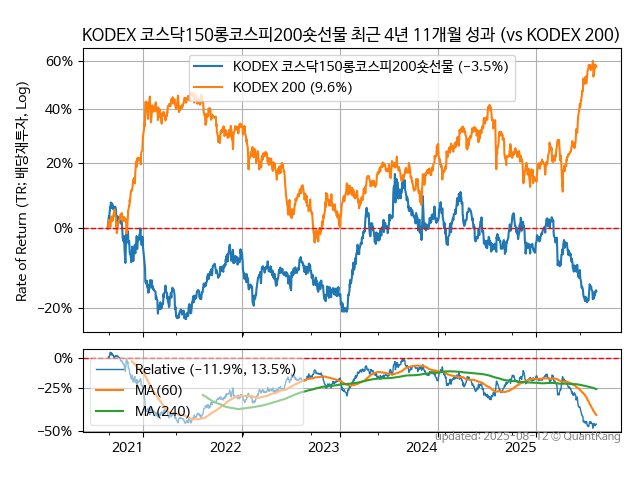 KODEX 코스닥150롱코스피200숏선물 최근 4년 11개월 성과 (vs KODEX 200)
Rate of Return (TR: 배당재투자, Log)
60%
40%
20%
0%
−20%
KODEX 코스닥150롱코스피200숏선물 (−3.5%)
KODEX 200 (9.6%)
0%
−25%
−50%
Relative (−11.9%, 13.5%)
MA(60)
MA(240)
2021
2022
2023
2024
2025
updated: 2025-08-12 © QuantKang